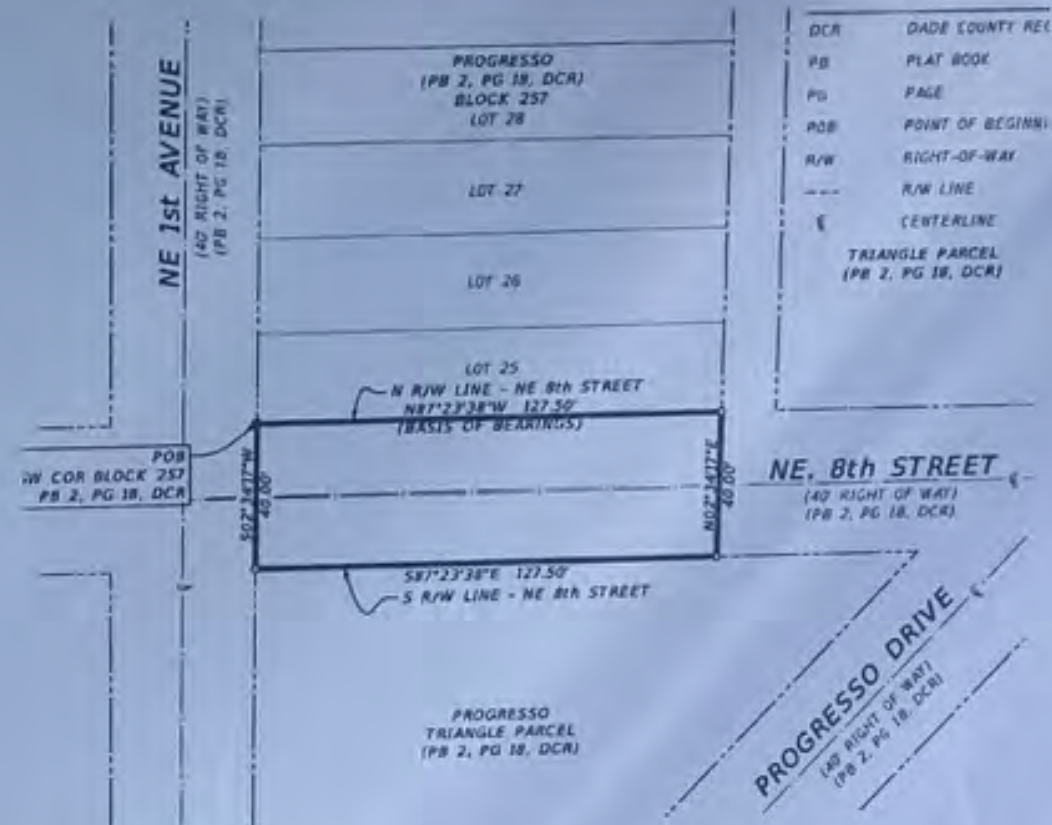 DCR DADE COUNTY REC
PB PLAT BOOK
PG PAGE
POB POINT OF BEGINNI
R/W RIGHT-OF-WAY
R/W LINE
CENTERLINE
TRIANGLE PARCEL
(PB 2, PG 18, DCR)
PROGRESSO
(PB 2, PG 18, DCR)
BLOCK 257
LOT 28
LOT 27
LOT 26
LOT 25
NE 1st AVENUE
(40' RIGHT OF WAY)
(PB 2, PG 18, DCR)
N R/W LINE - NE 8th STREET
N87°23'38"W 127.50'
(BASIS OF BEARINGS)
POB
SW COR BLOCK 257
PB 2, PG 18, DCR
40.00'
40.00'
NE. 8th STREET
(40' RIGHT OF WAY)
(PB 2, PG 18, DCR)
S87°23'38"E 127.50'
S R/W LINE - NE 8th STREET
PROGRESSO
TRIANGLE PARCEL
(PB 2, PG 18, DCR)
PROGRESSO DRIVE
(40' RIGHT OF WAY)
(PB 2, PG 18, DCR)